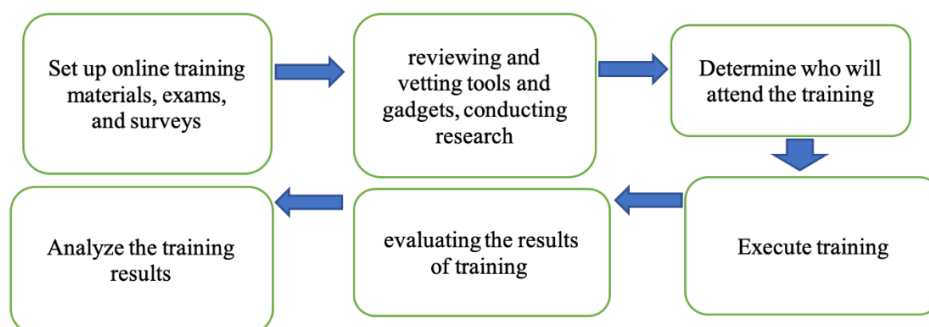 Set up online training
materials, exams,
and surveys
reviewing and
vetting tools and
gadgets, conducting
research
Determine who will
attend the training
Execute training
evaluating the results
of training
Analyze the training
results